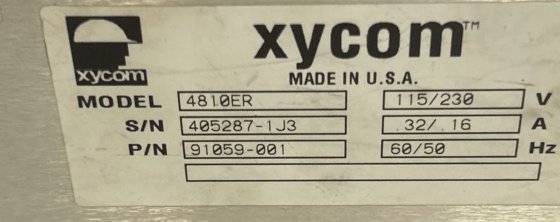 xycom
xycom™
MADE IN U.S.A.
MODEL 4810ER 115/230 V
S/N 405287-1J3 .32/.16 A
P/N 91059-001 60/50 Hz